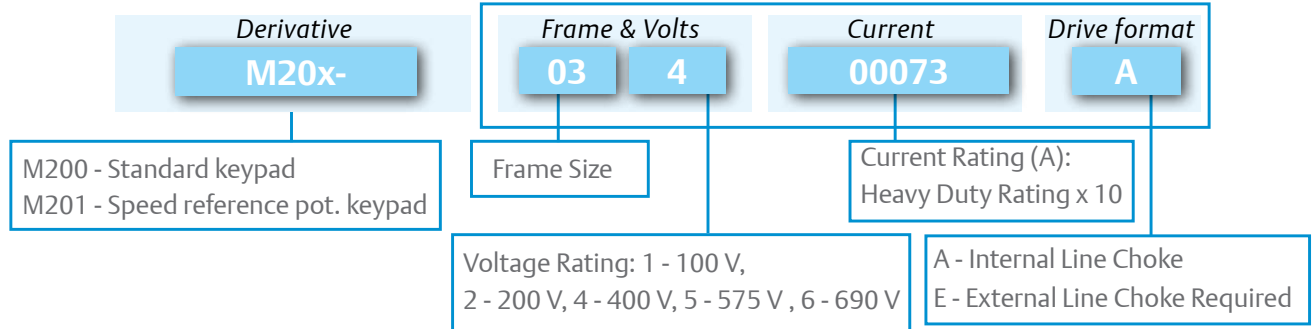 Derivative
Frame & Volts
Current
Drive format
M20x-
03
4
00073
A
M200 - Standard keypad
M201 - Speed reference pot. keypad
Frame Size
Current Rating (A):
Heavy Duty Rating x 10
Voltage Rating: 1 - 100 V,
2 - 200 V, 4 - 400 V, 5 - 575 V , 6 - 690 V
A - Internal Line Choke
E - External Line Choke Required